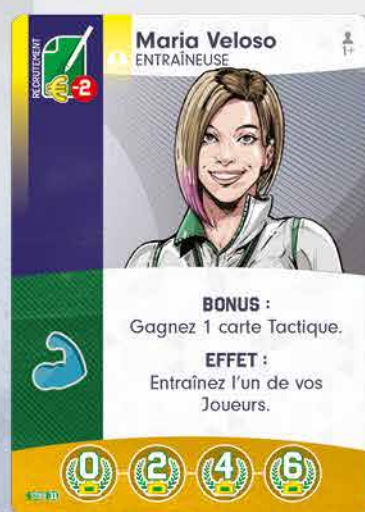 RECRUTEMENT
-2
Maria Veloso
ENTRAÎNEUSE
1+
BONUS :
Gagnez 1 carte Tactique.
EFFET :
Entraînez l'un de vos
Joueurs.
0 2 4 6